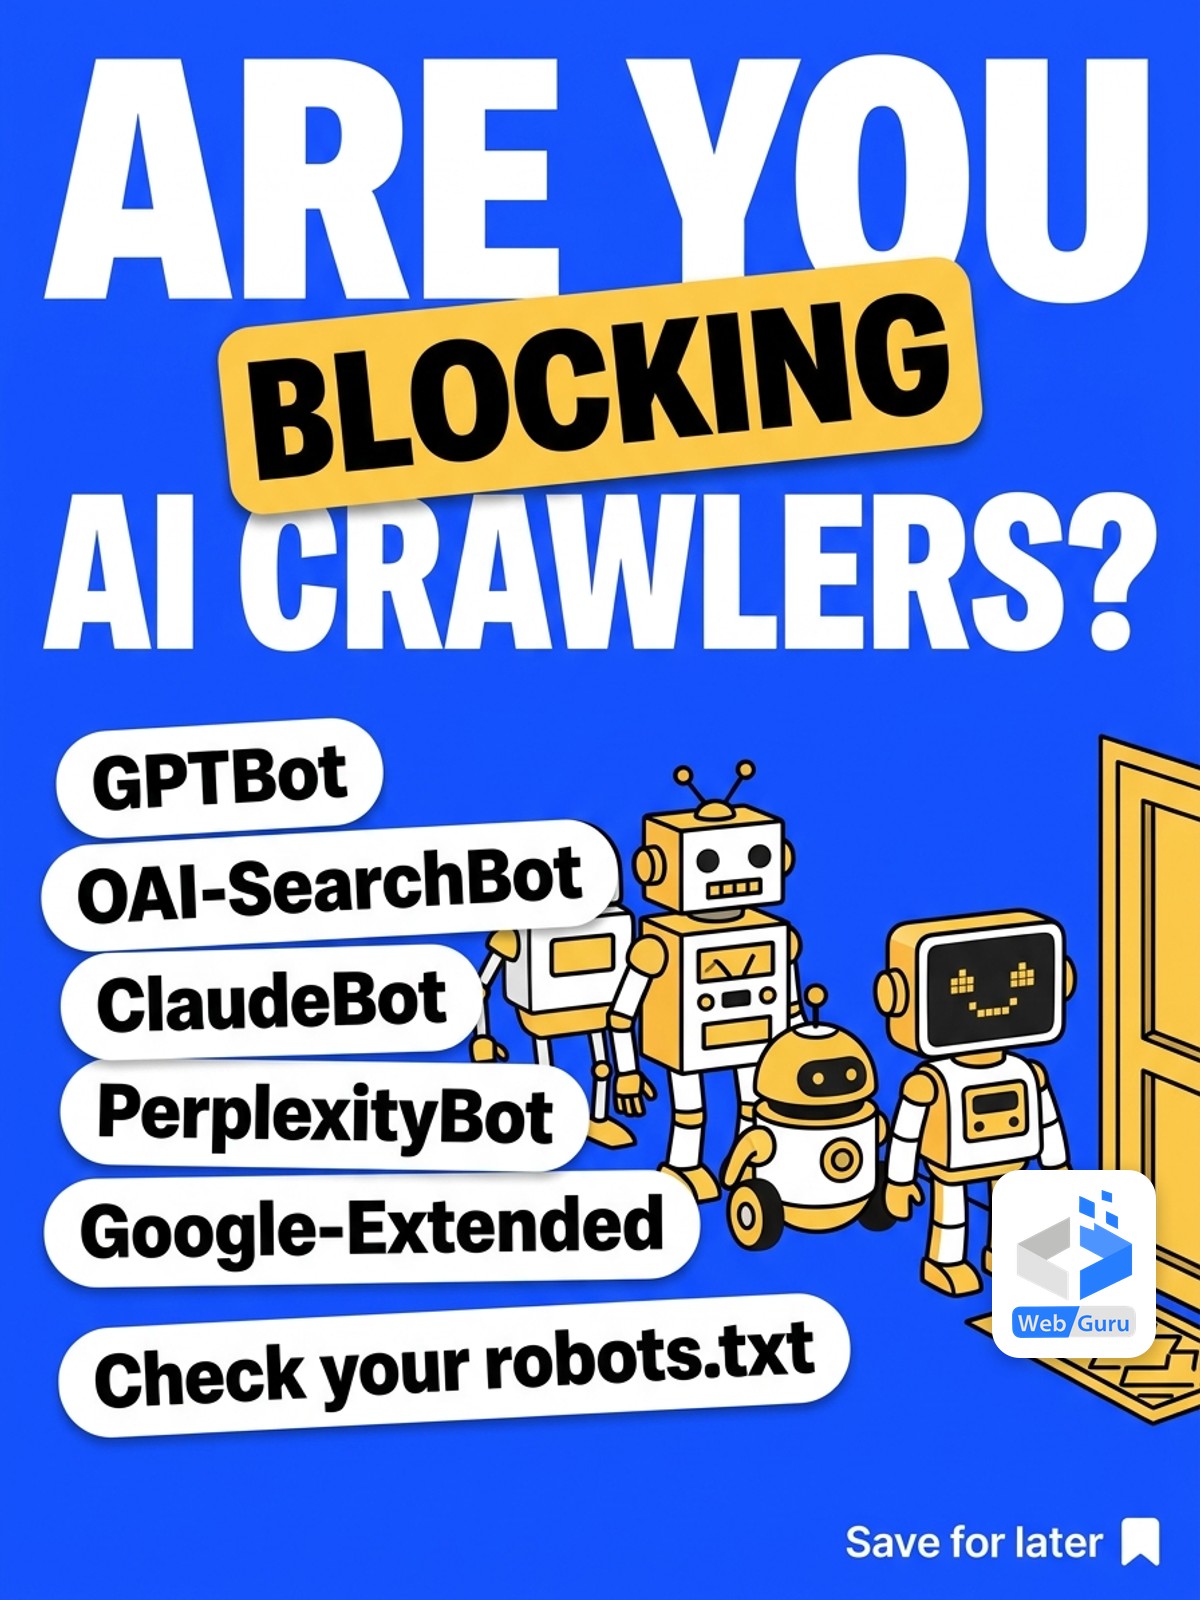 ARE YOU
BLOCKING
AI CRAWLERS?
GPTBot
OAI-SearchBot
ClaudeBot
PerplexityBot
Google-Extended
Check your robots.txt
Web Guru
Save for later